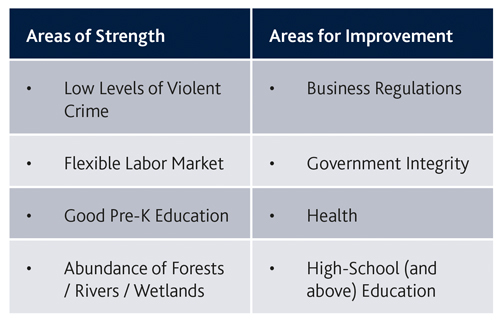 Areas of Strength
Areas for Improvement
• Low Levels of Violent
Crime
• Business Regulations
• Flexible Labor Market
• Government Integrity
• Good Pre-K Education
• Health
• Abundance of Forests
/ Rivers / Wetlands
• High-School (and
above) Education